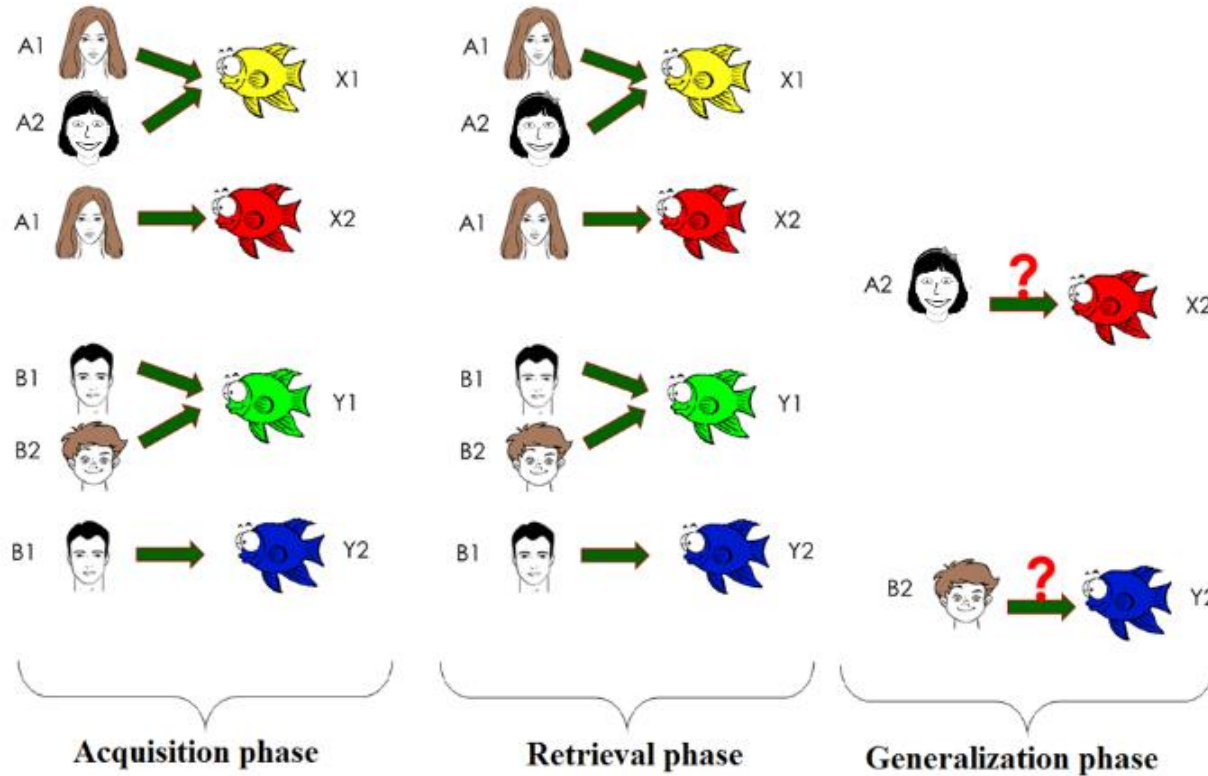 A1
X1
A2
A1
X2
B1
Y1
B2
B1
Y2
Acquisition phase
A1
X1
A2
A1
X2
B1
Y1
B2
B1
Y2
Retrieval phase
A2
?
X2
B2
?
Y2
Generalization phase